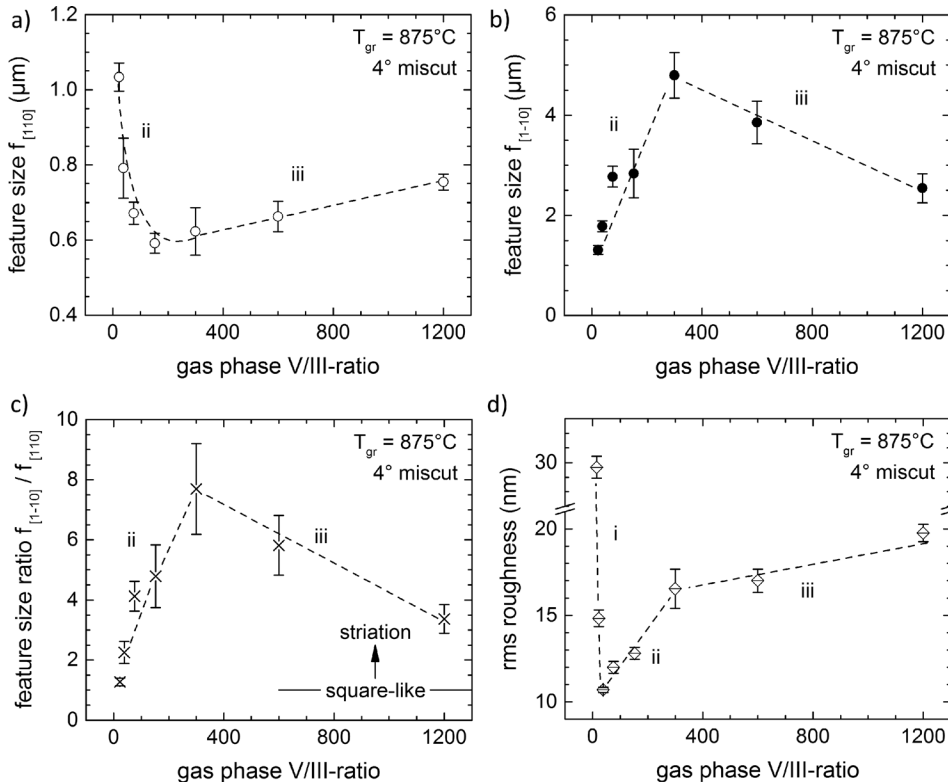 a)
T_gr = 875°C
4° miscut
ii
iii
feature size f_[110] (μm)
1.2
1.0
0.8
0.6
0.4
0 400 800 1200
gas phase V/III-ratio
b)
T_gr = 875°C
4° miscut
ii
iii
feature size f_[1-10] (μm)
6
4
2
0
0 400 800 1200
gas phase V/III-ratio
c)
T_gr = 875°C
4° miscut
ii
iii
striation
square-like
feature size ratio f_[1-10] / f_[110]
10
8
6
4
2
0
0 400 800 1200
gas phase V/III-ratio
d)
T_gr = 875°C
4° miscut
i
ii
iii
rms roughness (nm)
30
20
15
10
0 400 800 1200
gas phase V/III-ratio